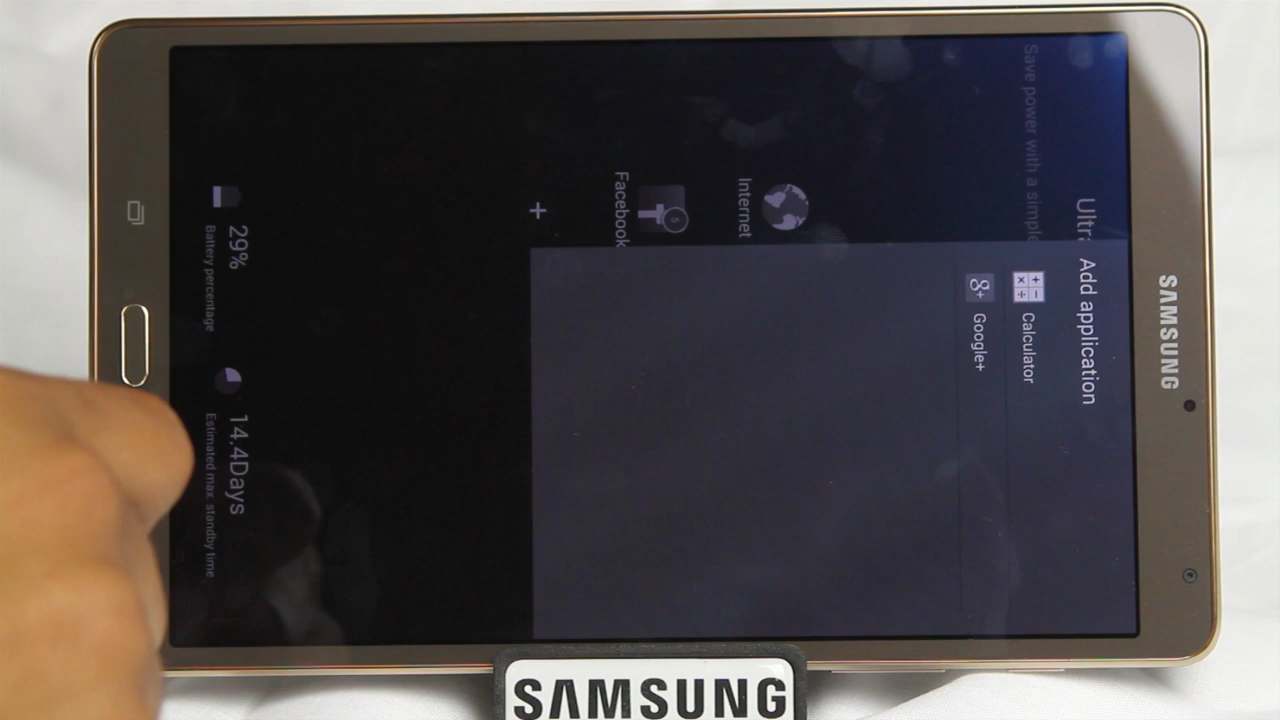 SAMSUNG
Ultra
Save power with a simple
Add application
Calculator
Google+
Internet
5
Facebook
+
29%
Battery percentage
14.4Days
Estimated max. standby time
SAMSUNG